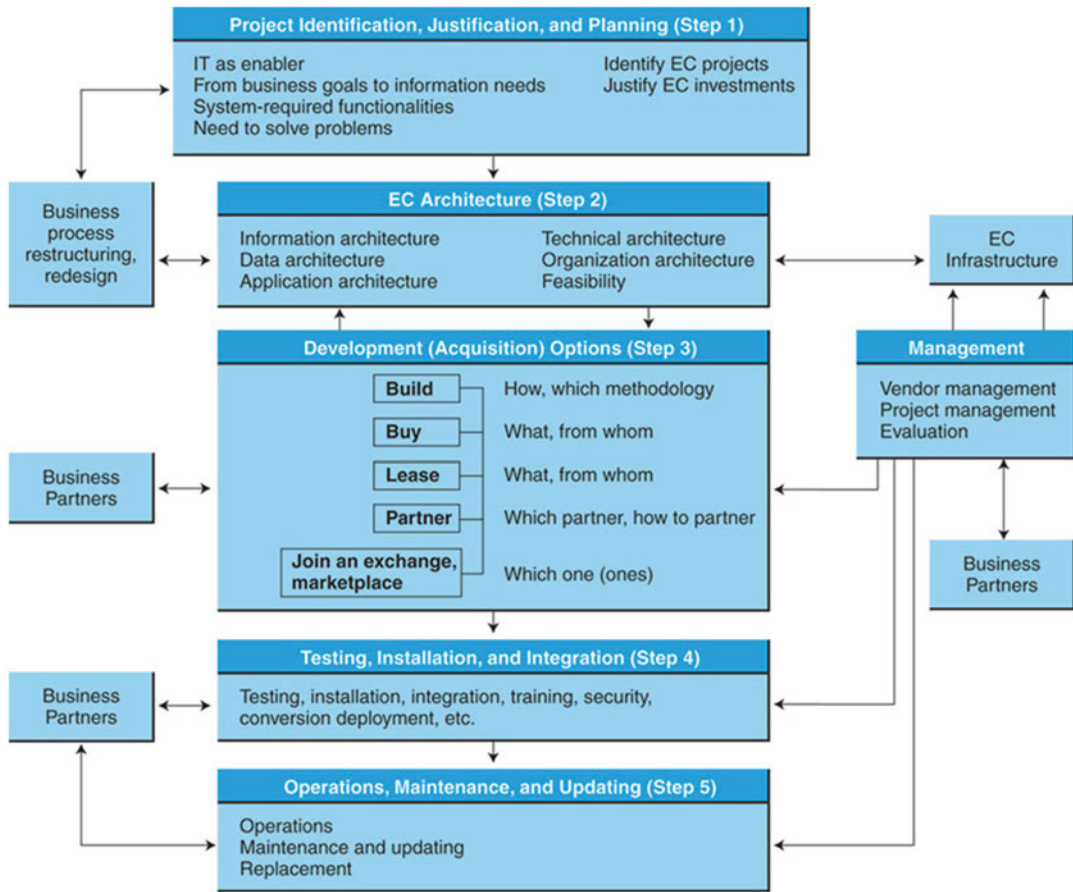 Project Identification, Justification, and Planning (Step 1)
IT as enabler
From business goals to information needs
System-required functionalities
Need to solve problems
Identify EC projects
Justify EC investments
Business
process
restructuring,
redesign
EC Architecture (Step 2)
Information architecture
Data architecture
Application architecture
Technical architecture
Organization architecture
Feasibility
EC
Infrastructure
Development (Acquisition) Options (Step 3)
Build
How, which methodology
Buy
What, from whom
Lease
What, from whom
Partner
Which partner, how to partner
Join an exchange,
marketplace
Which one (ones)
Management
Vendor management
Project management
Evaluation
Business
Partners
Business
Partners
Testing, Installation, and Integration (Step 4)
Testing, installation, integration, training, security,
conversion deployment, etc.
Business
Partners
Operations, Maintenance, and Updating (Step 5)
Operations
Maintenance and updating
Replacement